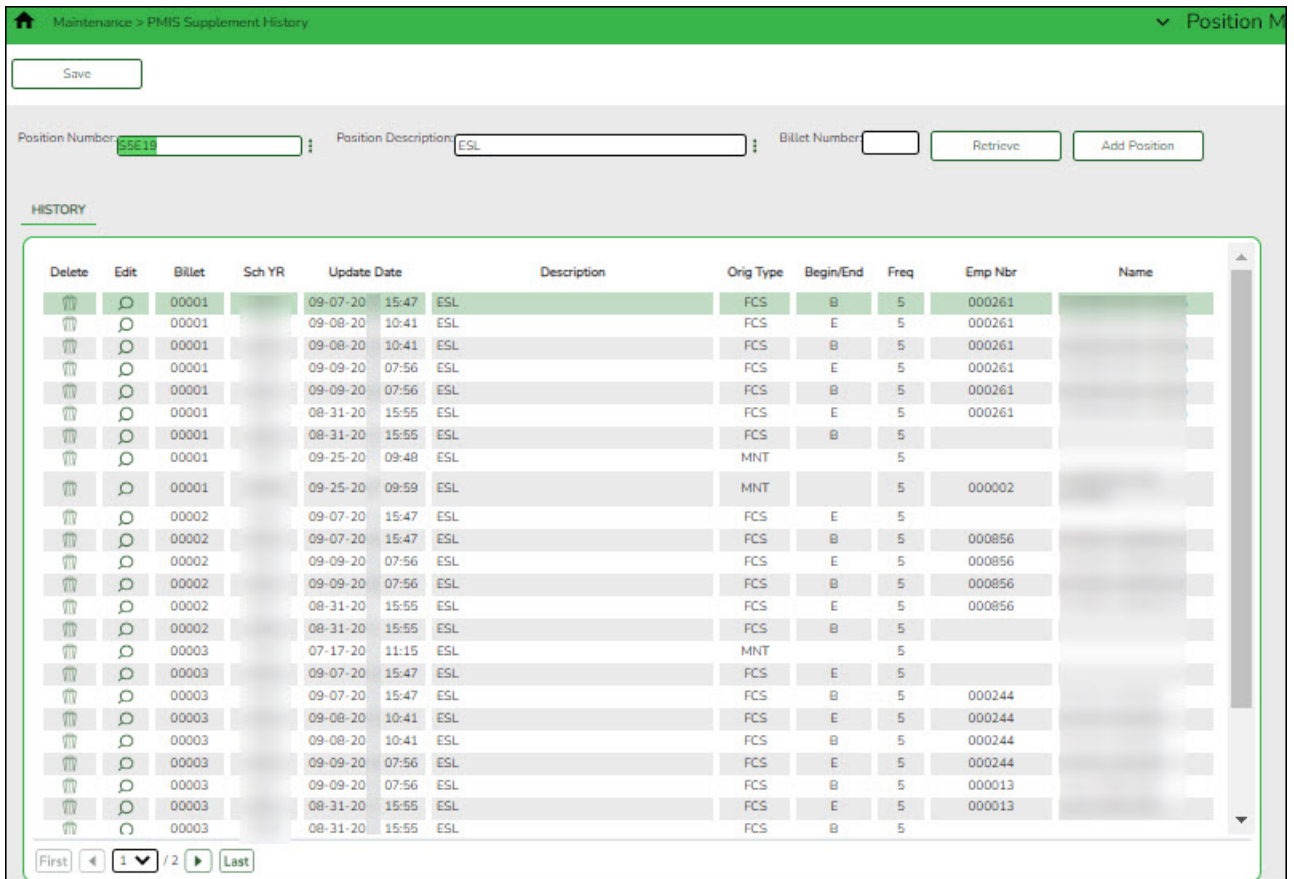 Maintenance > PMIS Supplement History
Position M
Save
Position Number: S5E19 Position Description: ESL Billet Number: Retrieve Add Position
HISTORY
Delete Edit Billet Sch YR Update Date Description Orig Type Begin/End Freq Emp Nbr Name
00001 09-07-20 15:47 ESL FCS B 5 000261
00001 09-08-20 10:41 ESL FCS E 5 000261
00001 09-08-20 10:41 ESL FCS B 5 000261
00001 09-09-20 07:56 ESL FCS E 5 000261
00001 09-09-20 07:56 ESL FCS B 5 000261
00001 08-31-20 15:55 ESL FCS E 5 000261
00001 08-31-20 15:55 ESL FCS B 5
00001 09-25-20 09:48 ESL MNT 5
00001 09-25-20 09:59 ESL MNT 5 000002
00002 09-07-20 15:47 ESL FCS E 5
00002 09-07-20 15:47 ESL FCS B 5 000856
00002 09-09-20 07:56 ESL FCS E 5 000856
00002 09-09-20 07:56 ESL FCS B 5 000856
00002 08-31-20 15:55 ESL FCS E 5 000856
00002 08-31-20 15:55 ESL FCS B 5
00003 07-17-20 11:15 ESL MNT 5
00003 09-07-20 15:47 ESL FCS E 5
00003 09-07-20 15:47 ESL FCS B 5 000244
00003 09-08-20 10:41 ESL FCS E 5 000244
00003 09-08-20 10:41 ESL FCS B 5 000244
00003 09-09-20 07:56 ESL FCS E 5 000244
00003 09-09-20 07:56 ESL FCS B 5 000013
00003 08-31-20 15:55 ESL FCS E 5 000013
00003 08-31-20 15:55 ESL FCS B 5
First 1 / 2 Last